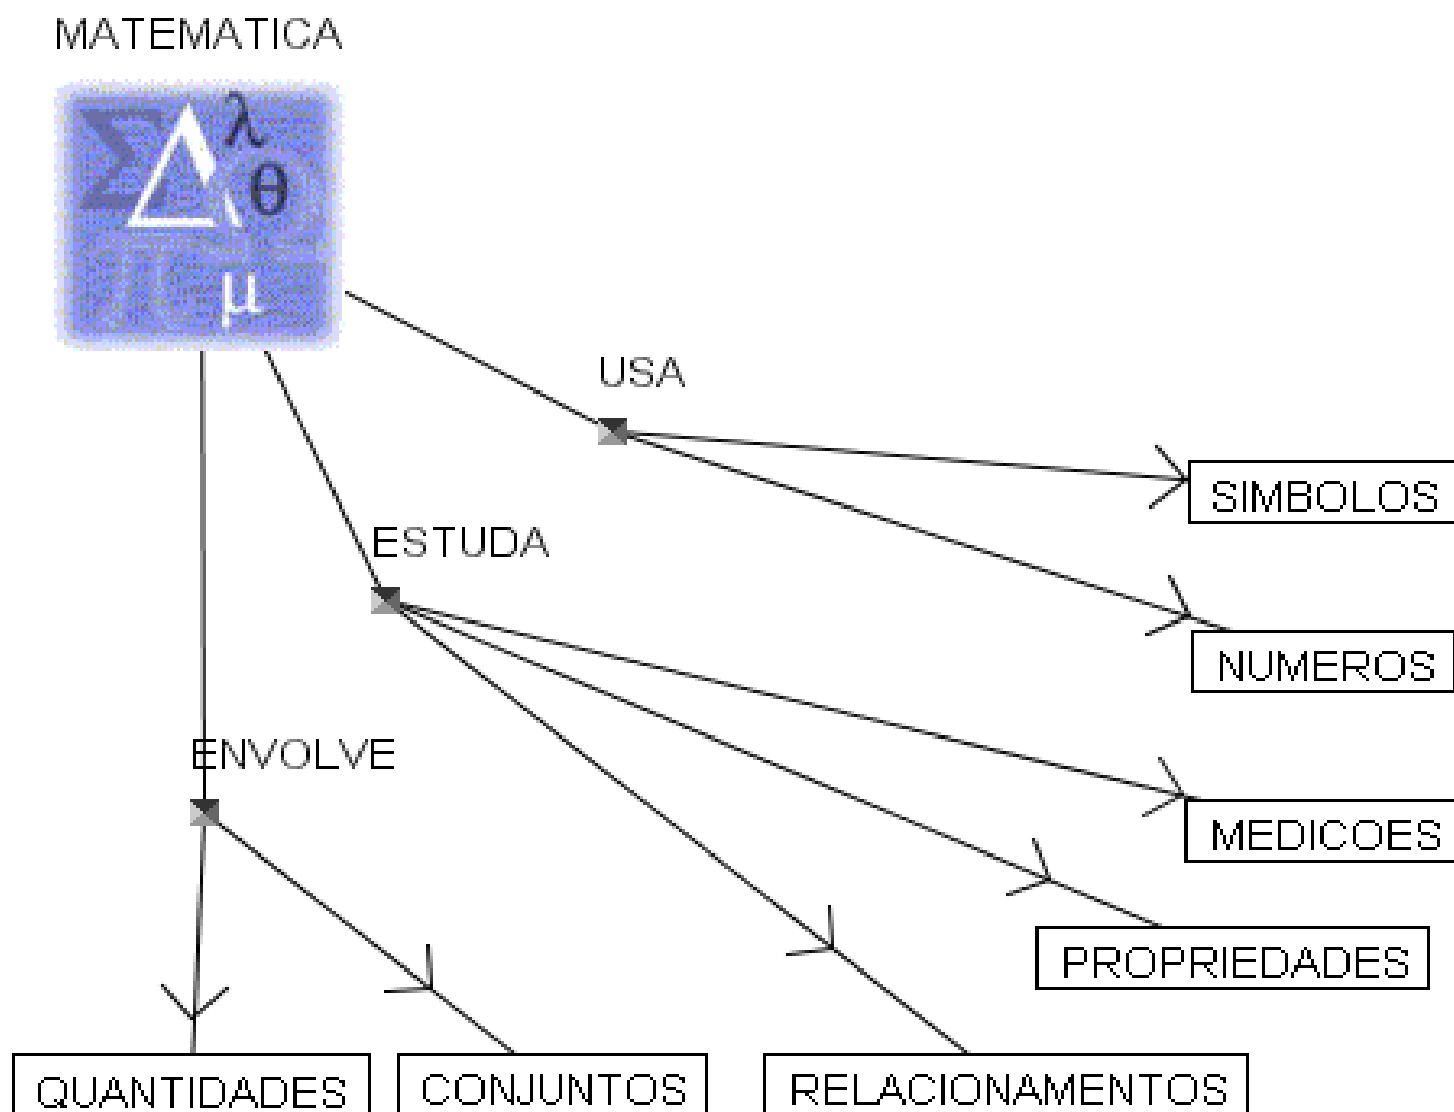 MATEMATICA
Σ Δ λ
θ
π μ
USA
SIMBOLOS
ESTUDA
NUMEROS
ENVOLVE
MEDICOES
PROPRIEDADES
QUANTIDADES
CONJUNTOS
RELACIONAMENTOS